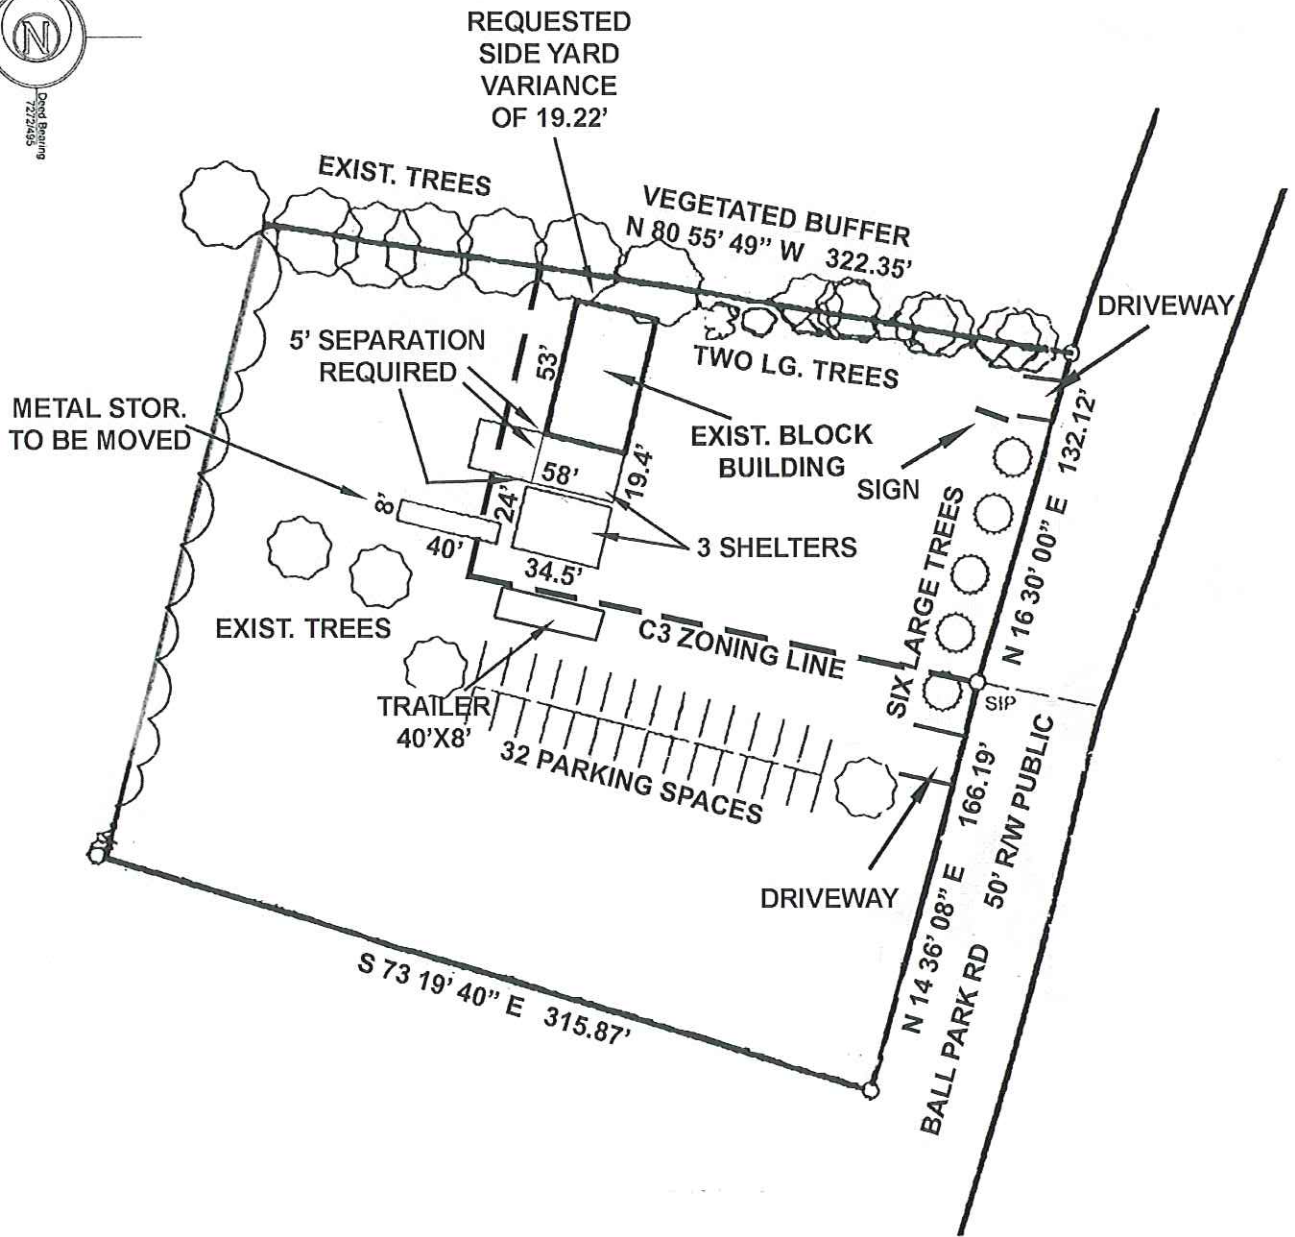 N
Deed Bearing
7272/495
REQUESTED
SIDE YARD
VARIANCE
OF 19.22'
EXIST. TREES
VEGETATED BUFFER
N 80 55' 49" W 322.35'
DRIVEWAY
5' SEPARATION
REQUIRED
53'
TWO LG. TREES
METAL STOR.
TO BE MOVED
EXIST. BLOCK
BUILDING
SIGN
132.12'
N 16 30' 00" E
58'
19.4'
24'
8'
40'
34.5'
3 SHELTERS
SIX LARGE TREES
EXIST. TREES
C3 ZONING LINE
SIP
TRAILER
40'X8'
32 PARKING SPACES
DRIVEWAY
N 14 36' 08" E 166.19'
BALL PARK RD 50' R/W PUBLIC
S 73 19' 40" E 315.87'